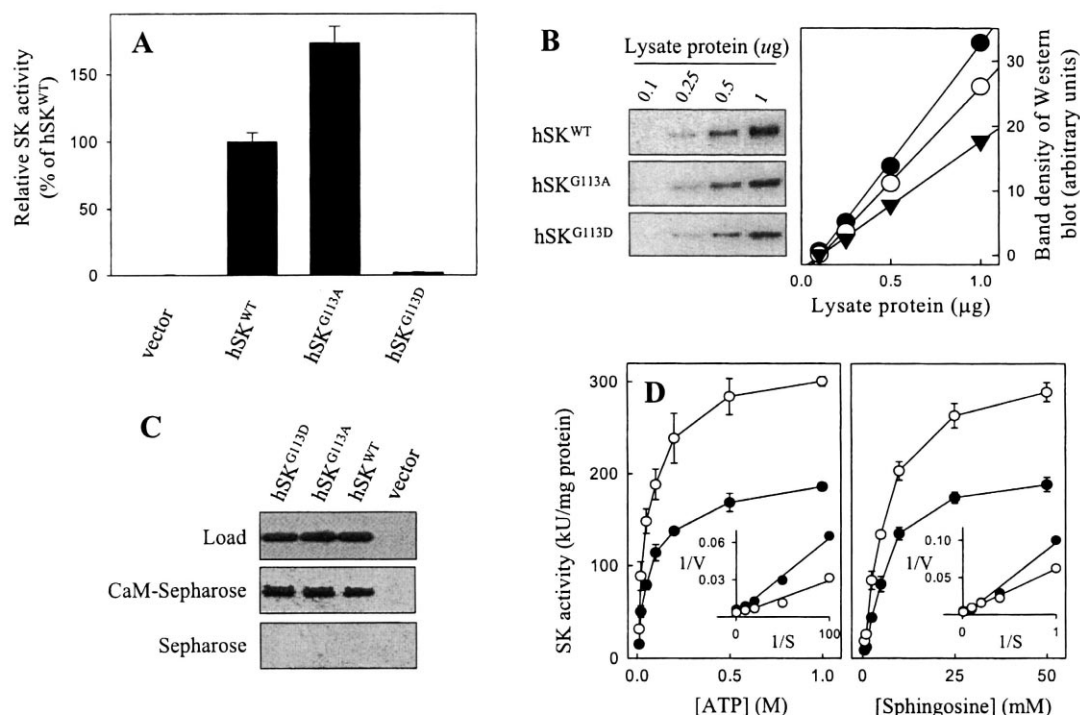 A
Relative SK activity
(% of hSK^WT)
150
100
50
0
vector
hSK^WT
hSK^G113A
hSK^G113D
B
Lysate protein (ug)
0.1
0.25
0.5
1
hSK^WT
hSK^G113A
hSK^G113D
30
20
10
0
Band density of Western
blot (arbitrary units)
0.0
0.5
1.0
Lysate protein (μg)
C
hSK^G113D
hSK^G113A
hSK^WT
vector
Load
CaM-Sepharose
Sepharose
D
SK activity (kU/mg protein)
300
200
100
0
0.06
1/V
0.03
0
100
1/S
0.0
0.5
1.0
[ATP] (M)
0.10
1/V
0.05
0
1
1/S
0
25
50
[Sphingosine] (mM)